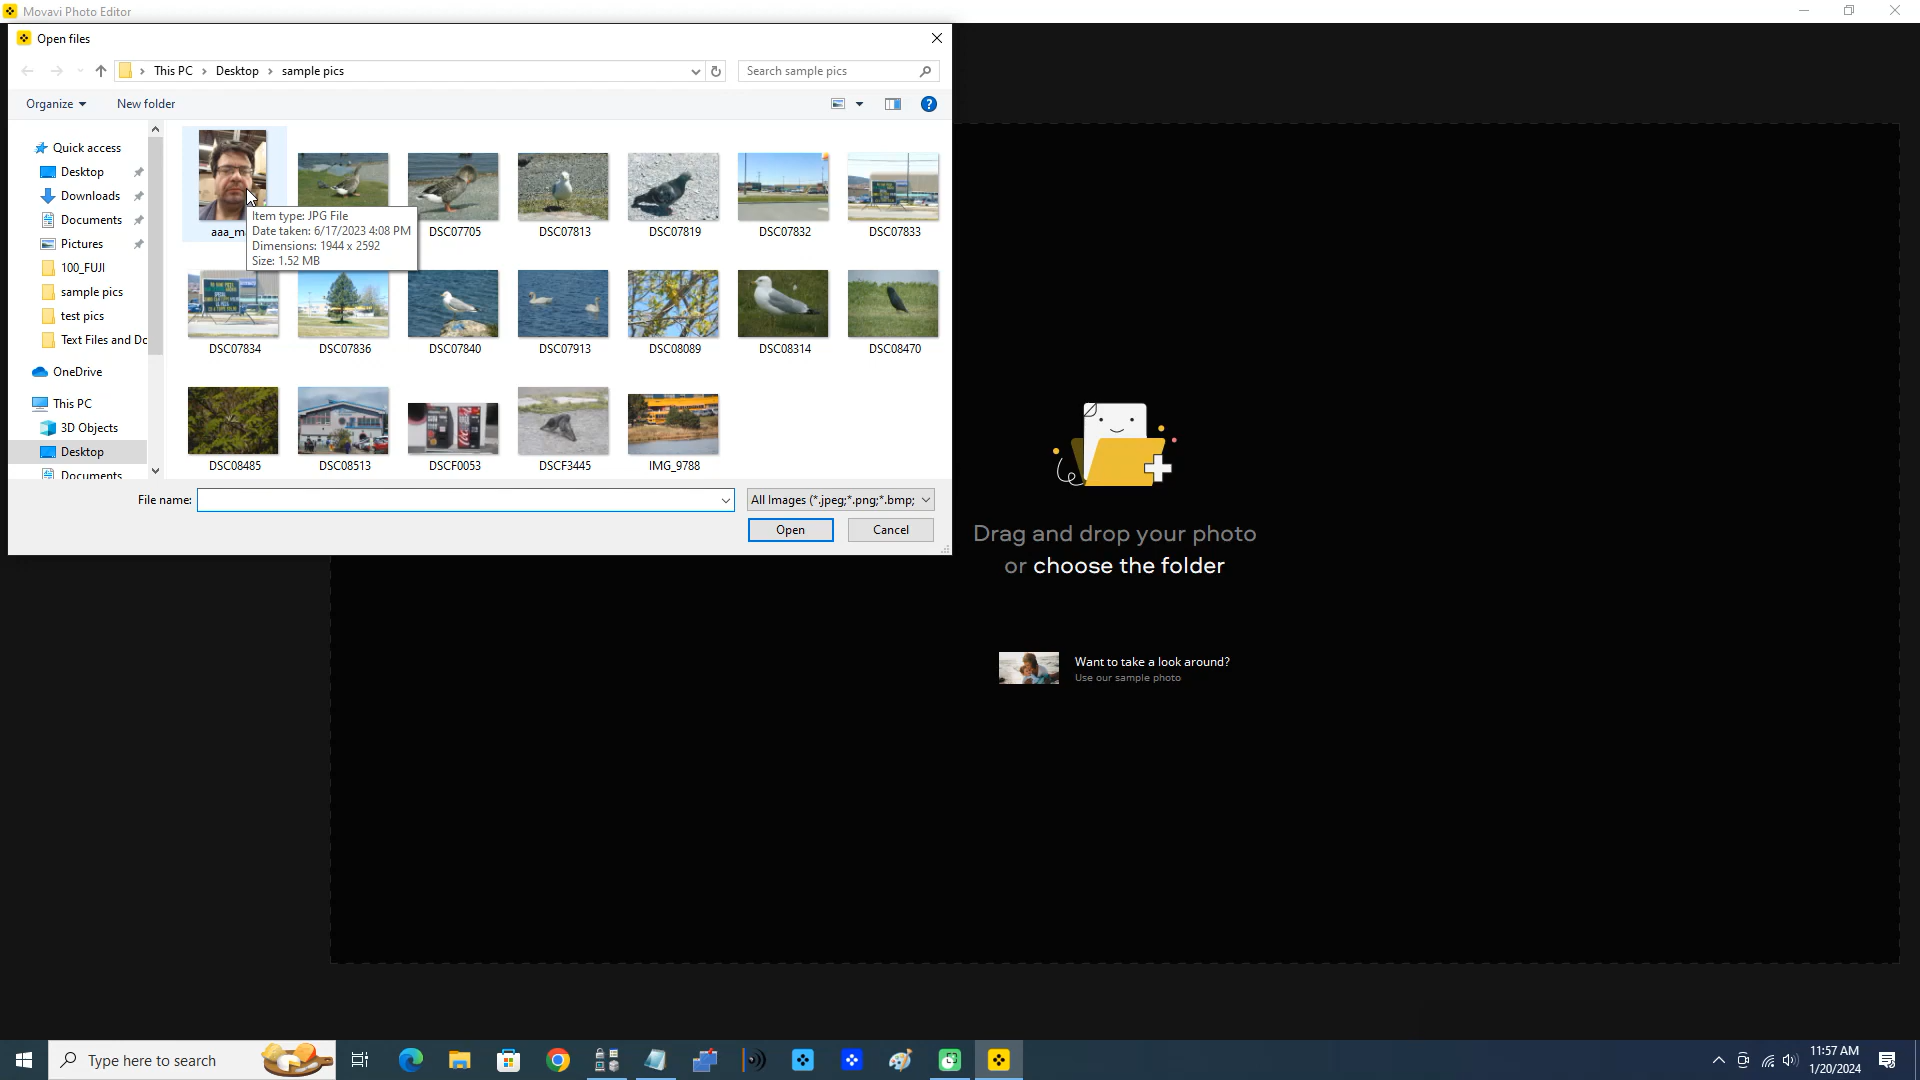 Movavi Photo Editor
Open files
This PC > Desktop > sample pics
Search sample pics
Organize
New folder
Quick access
Desktop
Downloads
Documents
Pictures
100_FUJI
sample pics
test pics
Text Files and Dc
OneDrive
This PC
3D Objects
Desktop
Documents
aaa_m
Item type: JPG File
Date taken: 6/17/2023 4:08 PM
Dimensions: 1944 x 2592
Size: 1.52 MB
DSC07705
DSC07813
DSC07819
DSC07832
DSC07833
DSC07834
DSC07836
DSC07840
DSC07913
DSC08089
DSC08314
DSC08470
DSC08485
DSC08513
DSCF0053
DSCF3445
IMG_9788
File name:
All Images (*.jpeg;*.png;*.bmp;
Open
Cancel
Drag and drop your photo
or choose the folder
Want to take a look around?
Use our sample photo
Type here to search
11:57 AM
1/20/2024